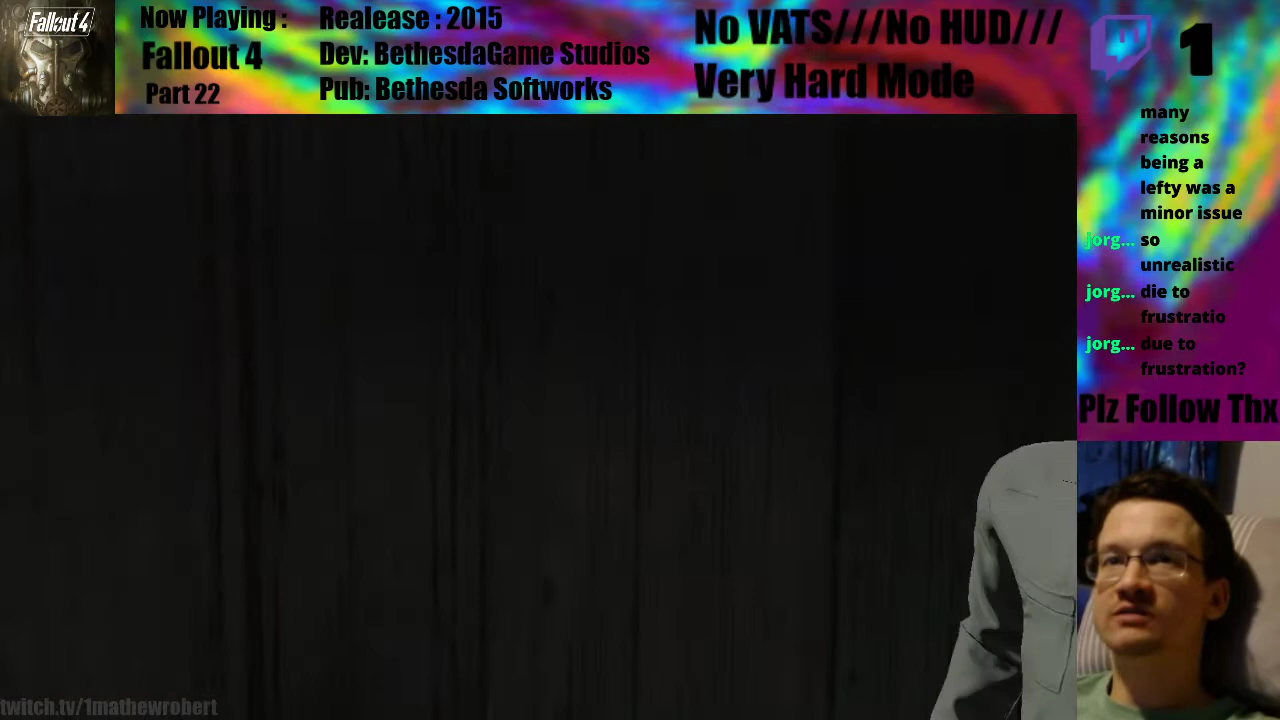 Fallout 4
Now Playing :
Fallout 4
Part 22
Realease : 2015
Dev: BethesdaGame Studios
Pub: Bethesda Softworks
No VATS///No HUD///
Very Hard Mode
1
many
reasons
being a
lefty was a
minor issue
jorg... so
unrealistic
jorg... die to
frustratio
jorg... due to
frustration?
Plz Follow Thx
twitch.tv/1mathewrobert